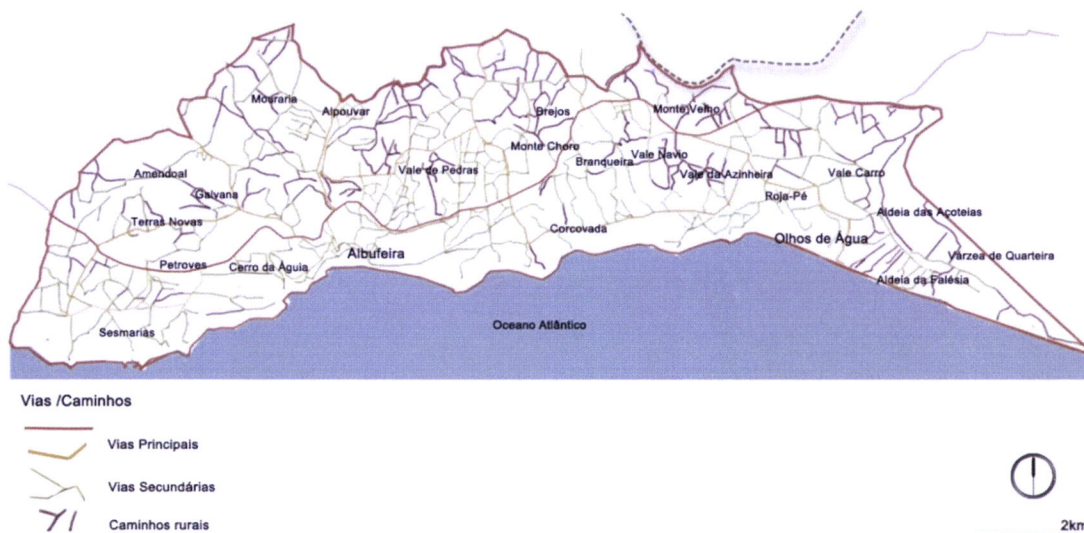 Mouraria
Alpouvar
Brejos
Monte Velho
Monte Choro
Branqueira
Vale Navio
Amendoal
Vale de Pedras
Vale da Azinheira
Vale Carro
Galvana
Roja-Pé
Terras Novas
Aldeia das Açoteias
Corcovada
Olhos de Água
Albufeira
Várzea de Quarteira
Petroves
Cerro da Águia
Aldeia da Falésia
Oceano Atlântico
Sesmarias
Vias /Caminhos
Vias Principais
Vias Secundárias
Caminhos rurais
2km